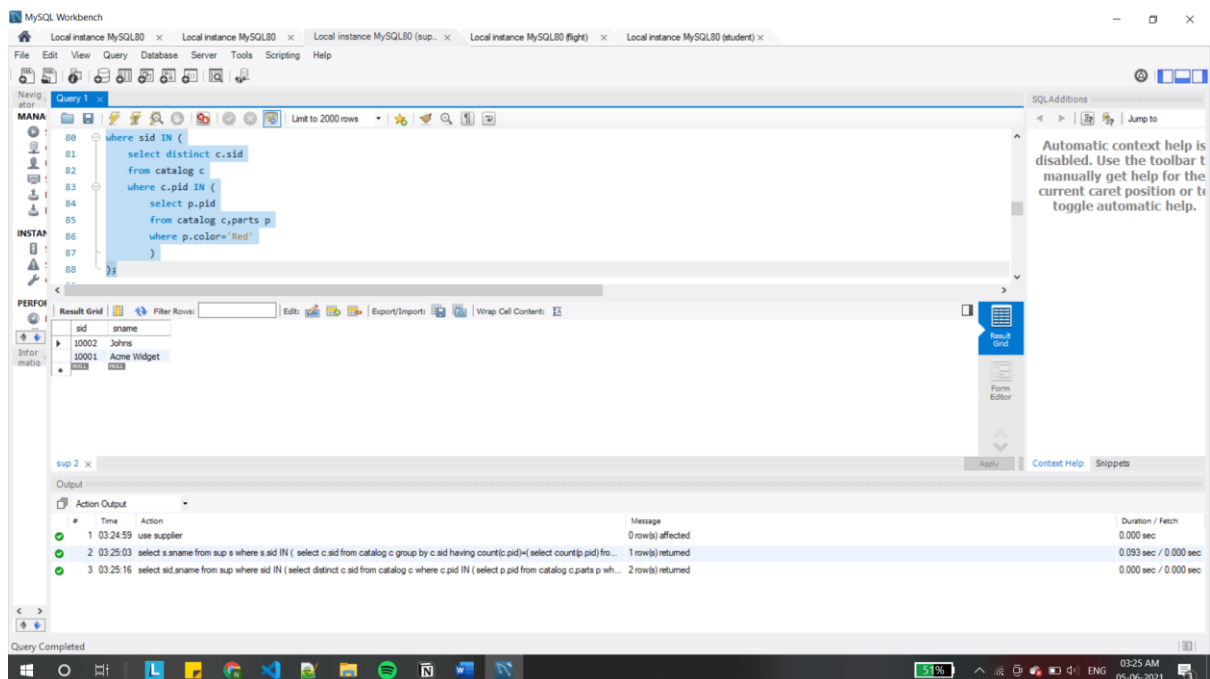 MySQL Workbench
Local instance MySQL80 × Local instance MySQL80 × Local instance MySQL80 (sup... × Local instance MySQL80 (flight) × Local instance MySQL80 (student) ×
File Edit View Query Database Server Tools Scripting Help
Navig
ator
Query 1 ×
SQLAdditions
MANA
Limit to 2000 rows
Jump to
80 where sid IN (
81 select distinct c.sid
82 from catalog c
83 where c.pid IN (
84 select p.pid
85 from catalog c,parts p
86 where p.color='Red'
87 )
88 );
Automatic context help is
disabled. Use the toolbar t
manually get help for the
current caret position or to
toggle automatic help.
INSTAN
PERFOR
Result Grid Filter Rows: Edit: Export/Import: Wrap Cell Content:
sid sname
10002 Johns
10001 Acme Widget
NULL NULL
Infor
matio
Result
Grid
Form
Editor
sup 2 ×
Apply
Context Help Snippets
Output
Action Output
# Time Action Message Duration / Fetch
1 03:24:59 use supplier 0 row(s) affected 0.000 sec
2 03:25:03 select s.sname from sup s where s.sid IN ( select c.sid from catalog c group by c.sid having count(c.pid)=( select count(p.pid) fro... 1 row(s) returned 0.093 sec / 0.000 sec
3 03:25:16 select sid,sname from sup where sid IN ( select distinct c.sid from catalog c where c.pid IN ( select p.pid from catalog c,parts p wh... 2 row(s) returned 0.000 sec / 0.000 sec
Query Completed
51%
ENG
03:25 AM
05-06-2021